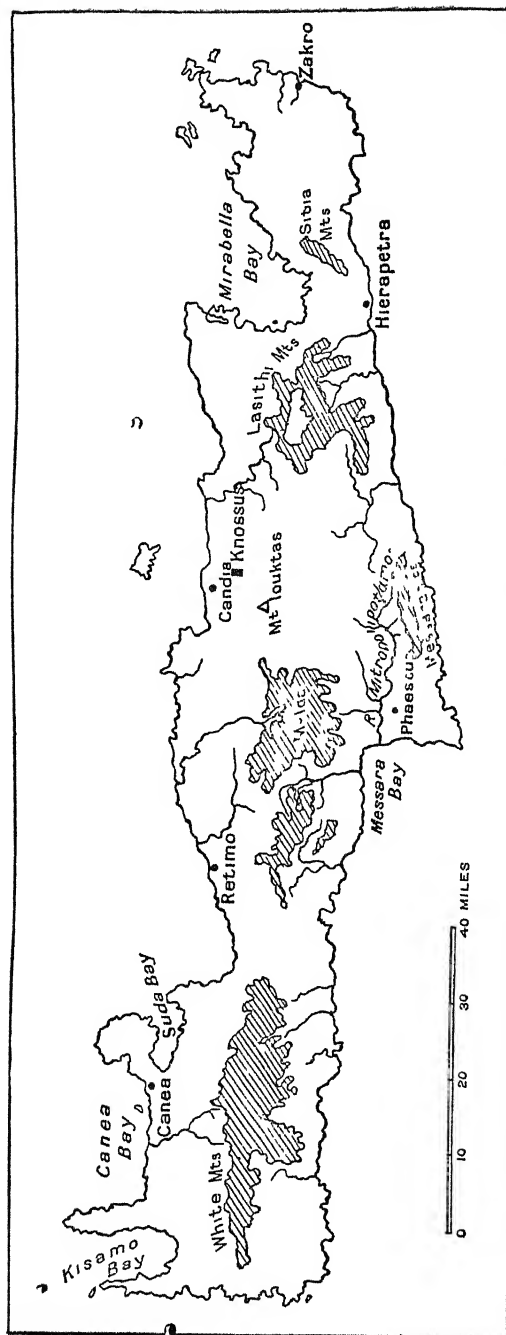 Kisamo Bay
Canea
Bay
Canea
Suda Bay
White Mts
Retimo
Candia
Knossus
Mt Iouktas
Mirabella
Bay
Lasithi Mts
Sitia
Mts
Zakro
Hierapetra
Messara
Bay
Phaestus
R
0 10 20 30 40 MILES